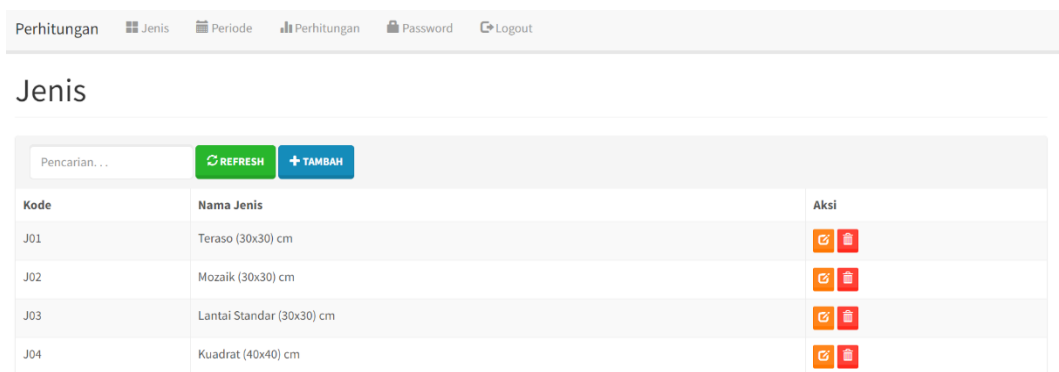 Perhitungan Jenis Periode Perhitungan Password Logout
Jenis
Pencarian... REFRESH TAMBAH
Kode Nama Jenis Aksi
J01 Teraso (30x30) cm
J02 Mozaik (30x30) cm
J03 Lantai Standar (30x30) cm
J04 Kuadrat (40x40) cm